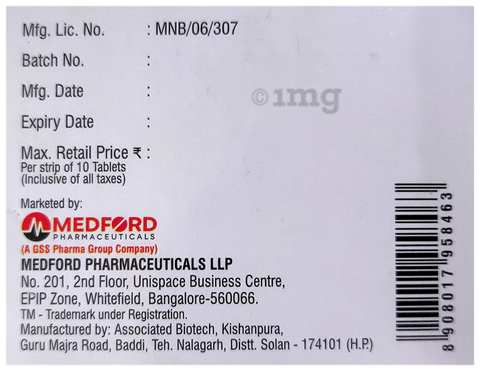 Mfg. Lic. No. : MNB/06/307
Batch No. :
Mfg. Date :
©1mg
Expiry Date :
Max. Retail Price ₹ :
Per strip of 10 Tablets
(Inclusive of all taxes)
Marketed by:
MEDFORD
PHARMACEUTICALS
(A GSS Pharma Group Company)
MEDFORD PHARMACEUTICALS LLP
No. 201, 2nd Floor, Unispace Business Centre,
EPIP Zone, Whitefield, Bangalore-560066.
TM - Trademark under Registration.
Manufactured by: Associated Biotech, Kishanpura,
Guru Majra Road, Baddi, Teh. Nalagarh, Distt. Solan - 174101 (H.P.)
8 908017 958463